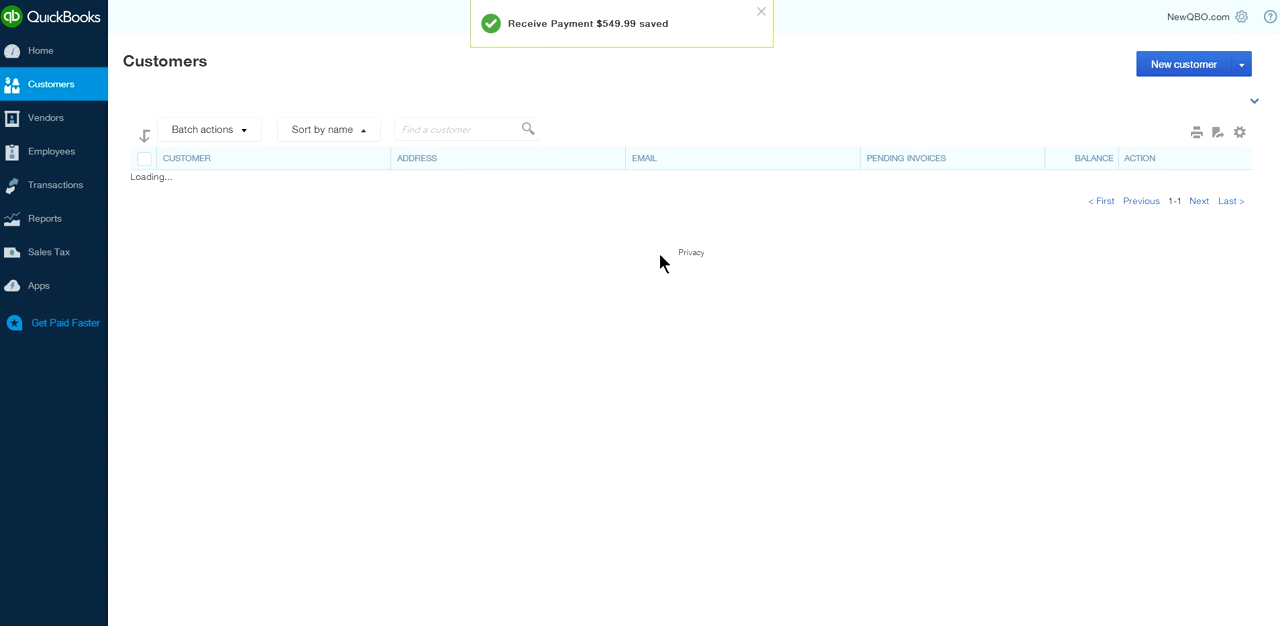 qb QuickBooks
Receive Payment $549.99 saved
NewQBO.com
Home
Customers
Vendors
Employees
Transactions
Reports
Sales Tax
Apps
Get Paid Faster
Customers
New customer
Batch actions
Sort by name
Find a customer
CUSTOMER ADDRESS EMAIL PENDING INVOICES BALANCE ACTION
Loading...
< First Previous 1-1 Next Last >
Privacy